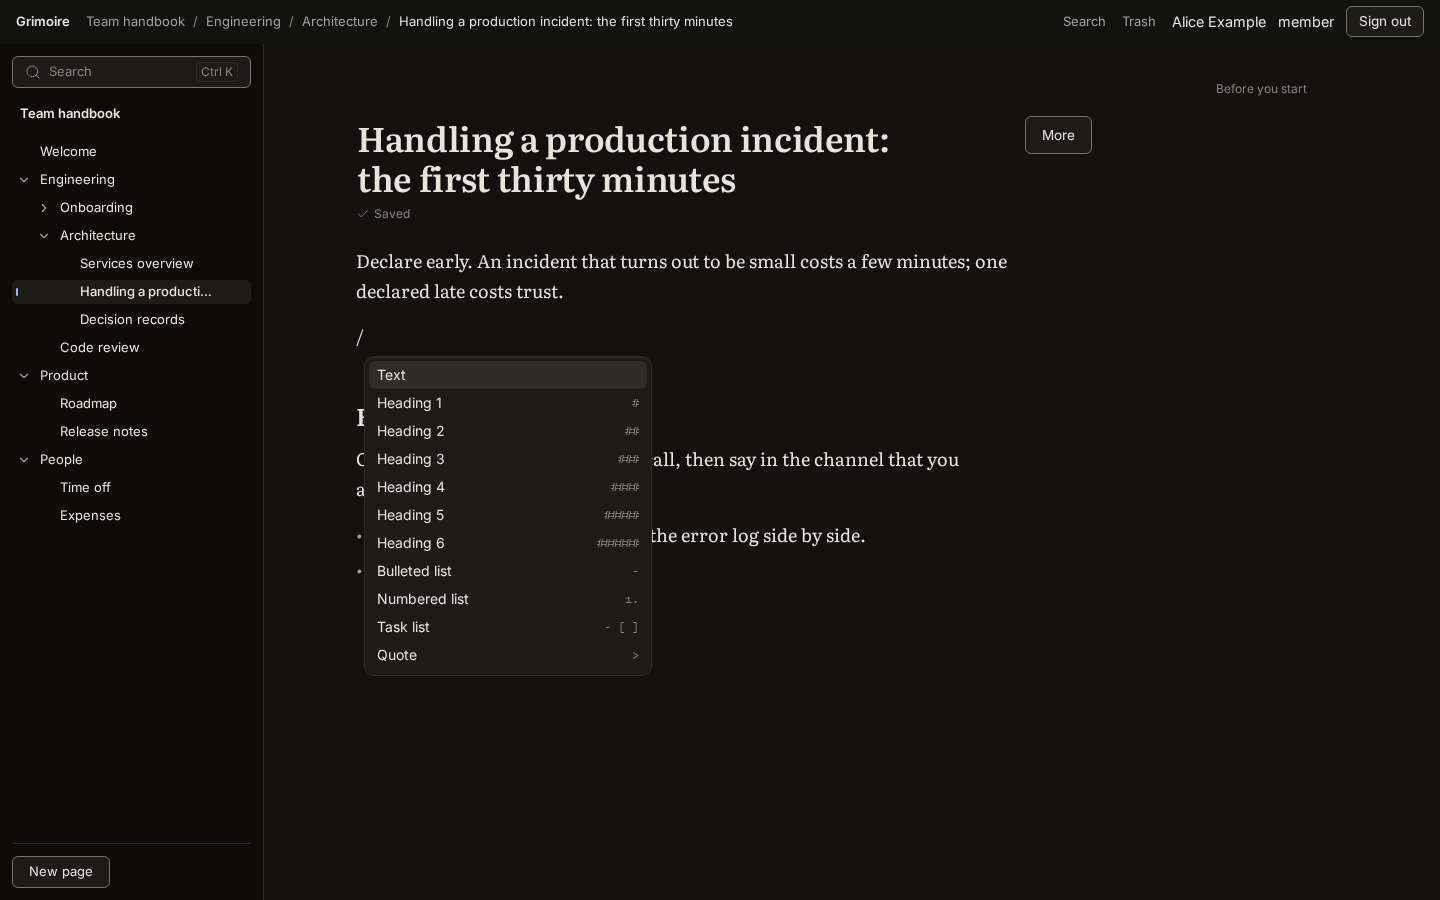 Grimoire Team handbook / Engineering / Architecture / Handling a production incident: the first thirty minutes Search Trash Alice Example member Sign out
Search Ctrl K
Team handbook
Welcome
Engineering
Onboarding
Architecture
Services overview
Handling a producti...
Decision records
Code review
Product
Roadmap
Release notes
People
Time off
Expenses
New page
Before you start
Handling a production incident:
the first thirty minutes
More
Saved
Declare early. An incident that turns out to be small costs a few minutes; one
declared late costs trust.
/
Text
Heading 1 #
Heading 2 ##
Heading 3 ###
Heading 4 ####
Heading 5 #####
Heading 6 ######
Bulleted list -
Numbered list 1.
Task list - [ ]
Quote >
then say in the channel that you
the error log side by side.